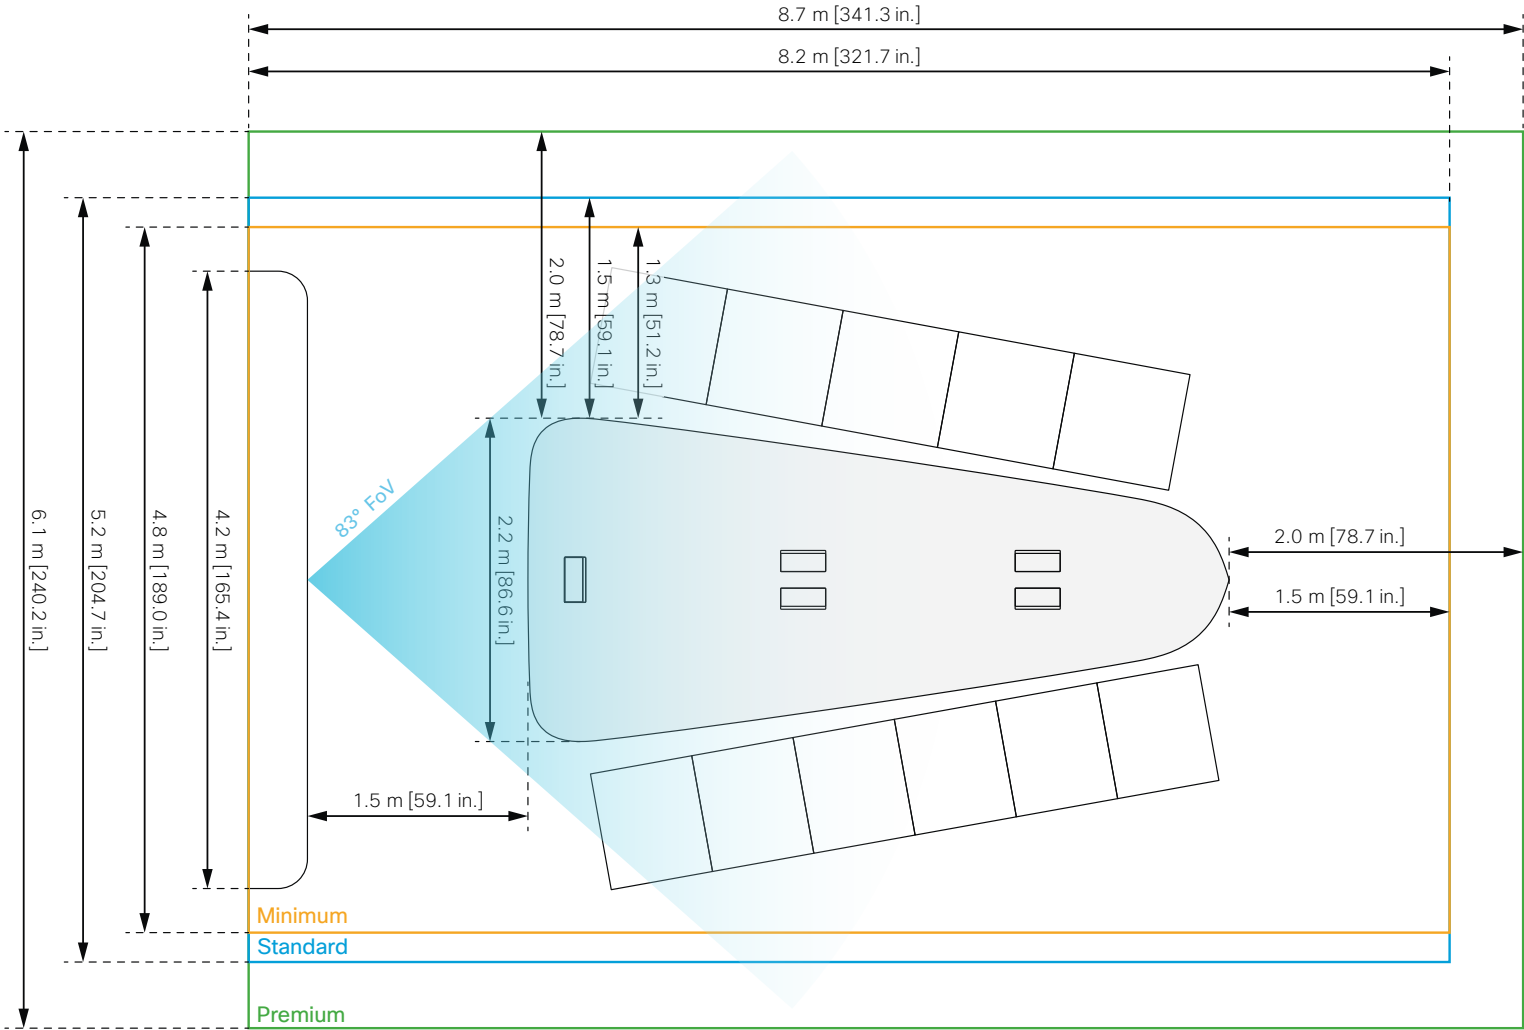 8.7 m [341.3 in.]
8.2 m [321.7 in.]
2.0 m [78.7 in.]
1.5 m [59.1 in.]
1.3 m [51.2 in.]
83° FoV
6.1 m [240.2 in.]
5.2 m [204.7 in.]
4.8 m [189.0 in.]
4.2 m [165.4 in.]
2.2 m [86.6 in.]
2.0 m [78.7 in.]
1.5 m [59.1 in.]
1.5 m [59.1 in.]
Minimum
Standard
Premium